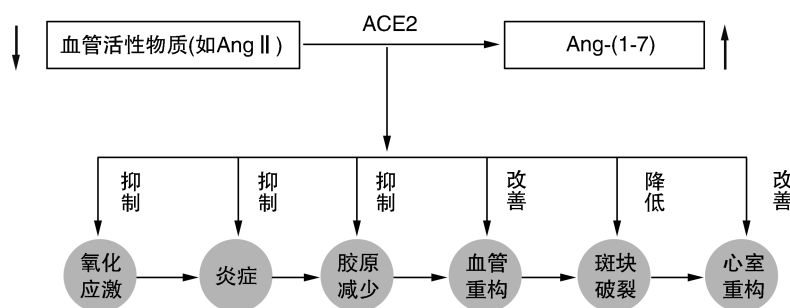 ACE2
血管活性物质(如AngⅡ)
Ang-(1-7)
抑制
抑制
抑制
改善
降低
改善
氧化
应激
炎症
胶原
减少
血管
重构
斑块
破裂
心室
重构